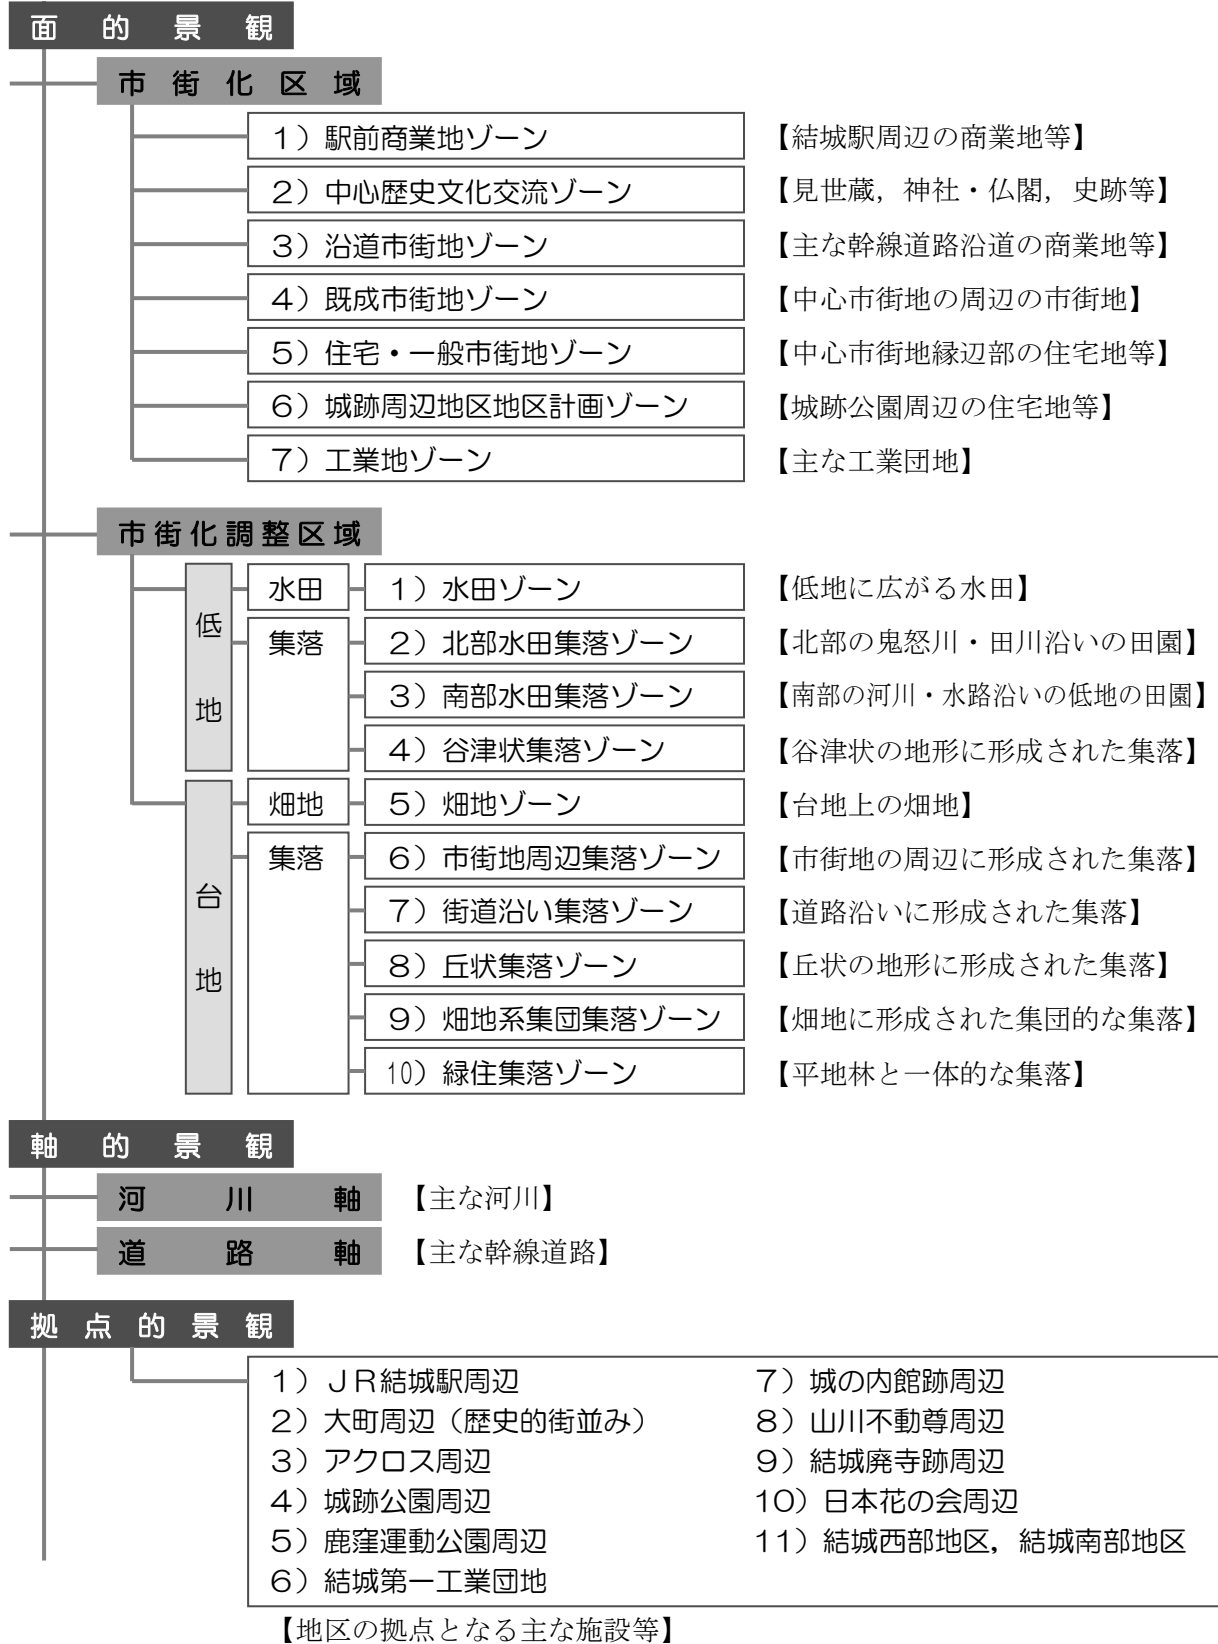 面的景観
市街化区域
１）駅前商業地ゾーン 【結城駅周辺の商業地等】
２）中心歴史文化交流ゾーン 【見世蔵，神社・仏閣，史跡等】
３）沿道市街地ゾーン 【主な幹線道路沿道の商業地等】
４）既成市街地ゾーン 【中心市街地の周辺の市街地】
５）住宅・一般市街地ゾーン 【中心市街地縁辺部の住宅地等】
６）城跡周辺地区地区計画ゾーン 【城跡公園周辺の住宅地等】
７）工業地ゾーン 【主な工業団地】
市街化調整区域
低地
水田 １）水田ゾーン 【低地に広がる水田】
集落 ２）北部水田集落ゾーン 【北部の鬼怒川・田川沿いの田園】
３）南部水田集落ゾーン 【南部の河川・水路沿いの低地の田園】
４）谷津状集落ゾーン 【谷津状の地形に形成された集落】
台地
畑地 ５）畑地ゾーン 【台地上の畑地】
集落 ６）市街地周辺集落ゾーン 【市街地の周辺に形成された集落】
７）街道沿い集落ゾーン 【道路沿いに形成された集落】
８）丘状集落ゾーン 【丘状の地形に形成された集落】
９）畑地系集団集落ゾーン 【畑地に形成された集団的な集落】
10）緑住集落ゾーン 【平地林と一体的な集落】
軸的景観
河川軸 【主な河川】
道路軸 【主な幹線道路】
拠点的景観
１）ＪＲ結城駅周辺
２）大町周辺（歴史的街並み）
３）アクロス周辺
４）城跡公園周辺
５）鹿窪運動公園周辺
６）結城第一工業団地
７）城の内館跡周辺
８）山川不動尊周辺
９）結城廃寺跡周辺
10）日本花の会周辺
11）結城西部地区，結城南部地区
【地区の拠点となる主な施設等】